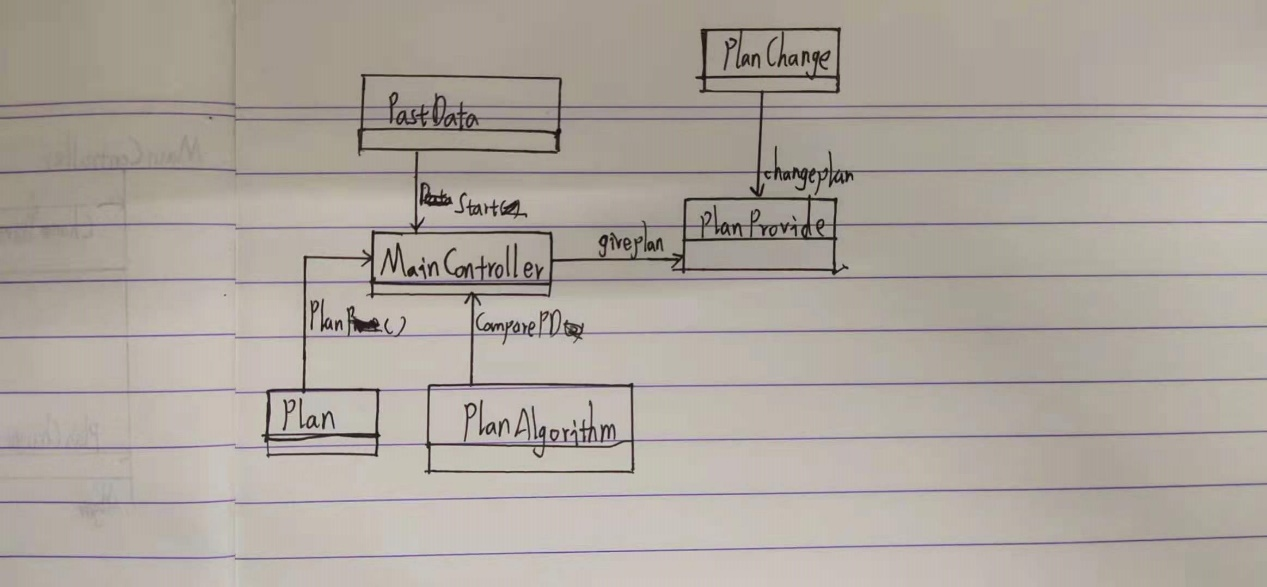 PlanChange
PastData
changeplan
Start
PlanProvide
giveplan
MainController
Plan
ComparePD
Plan
PlanAlgorithm